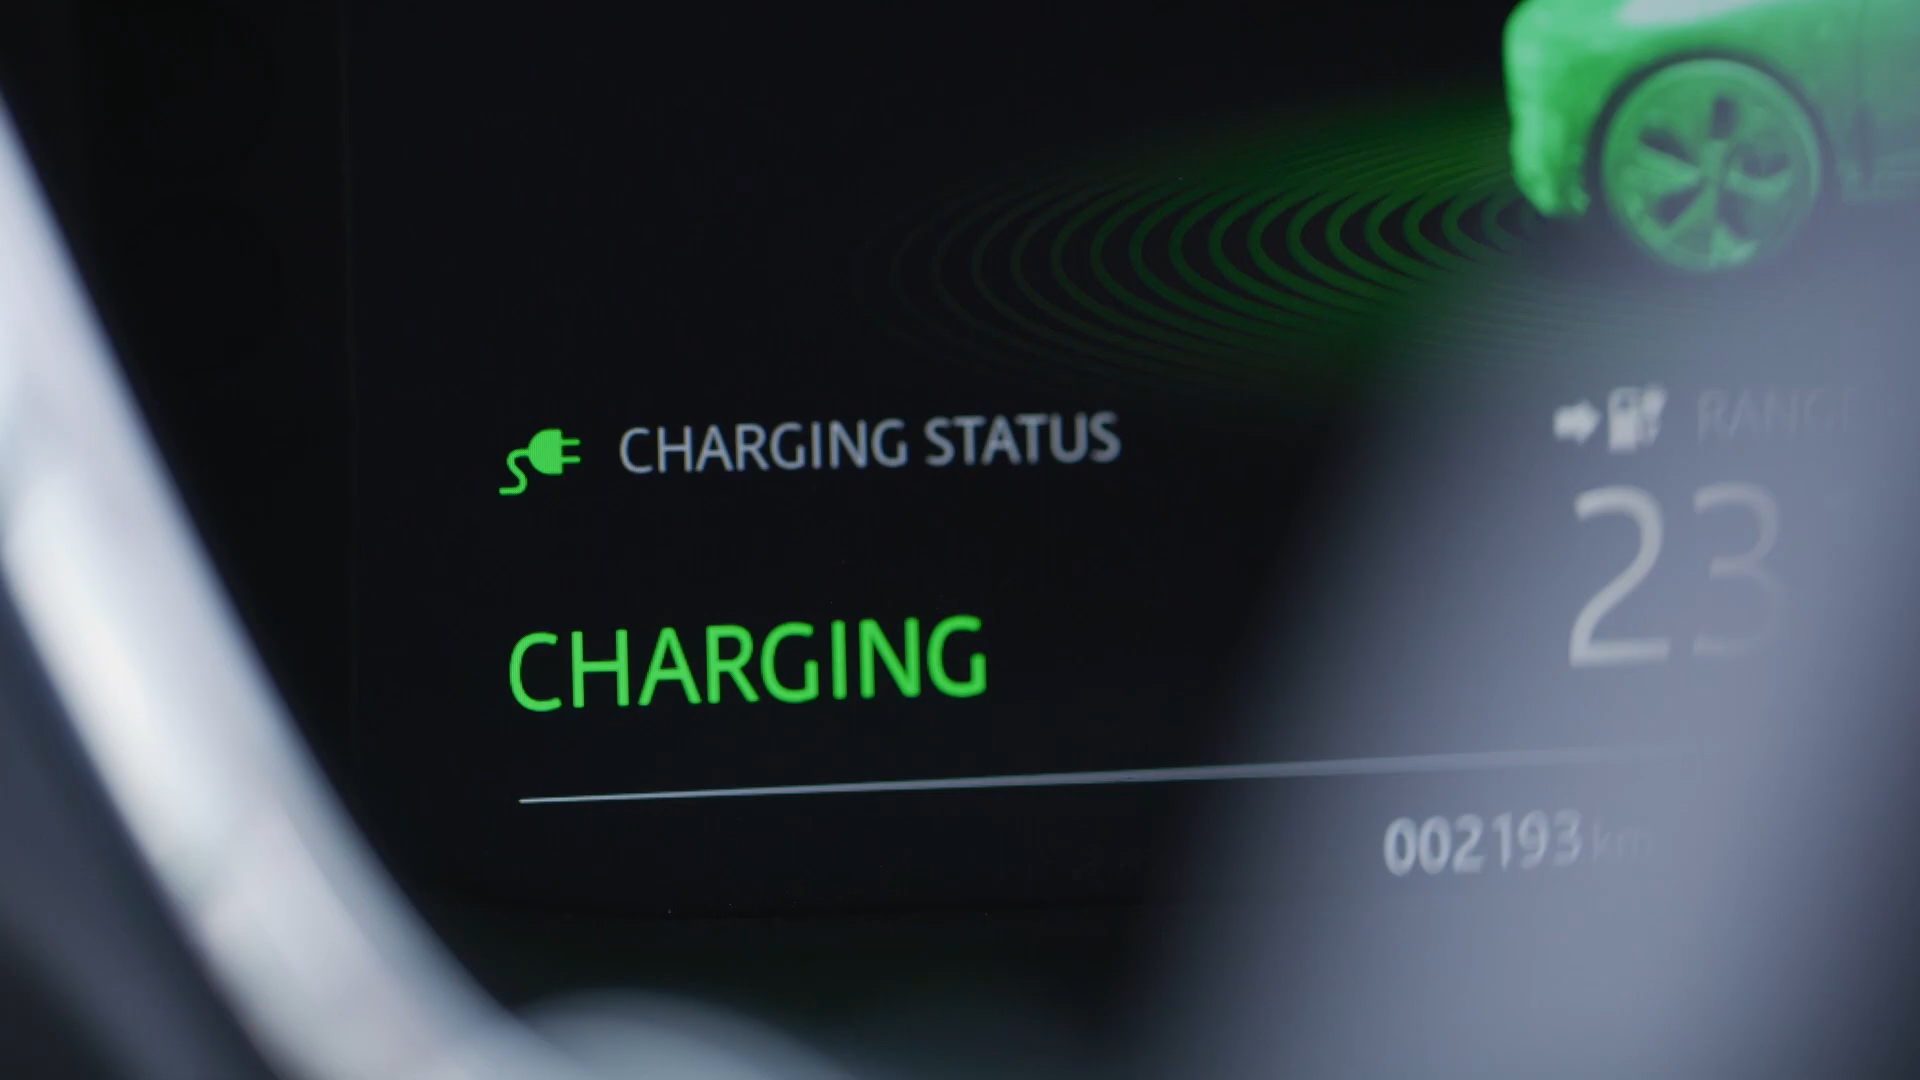 CHARGING STATUS
RANGE
23
CHARGING
002193 km